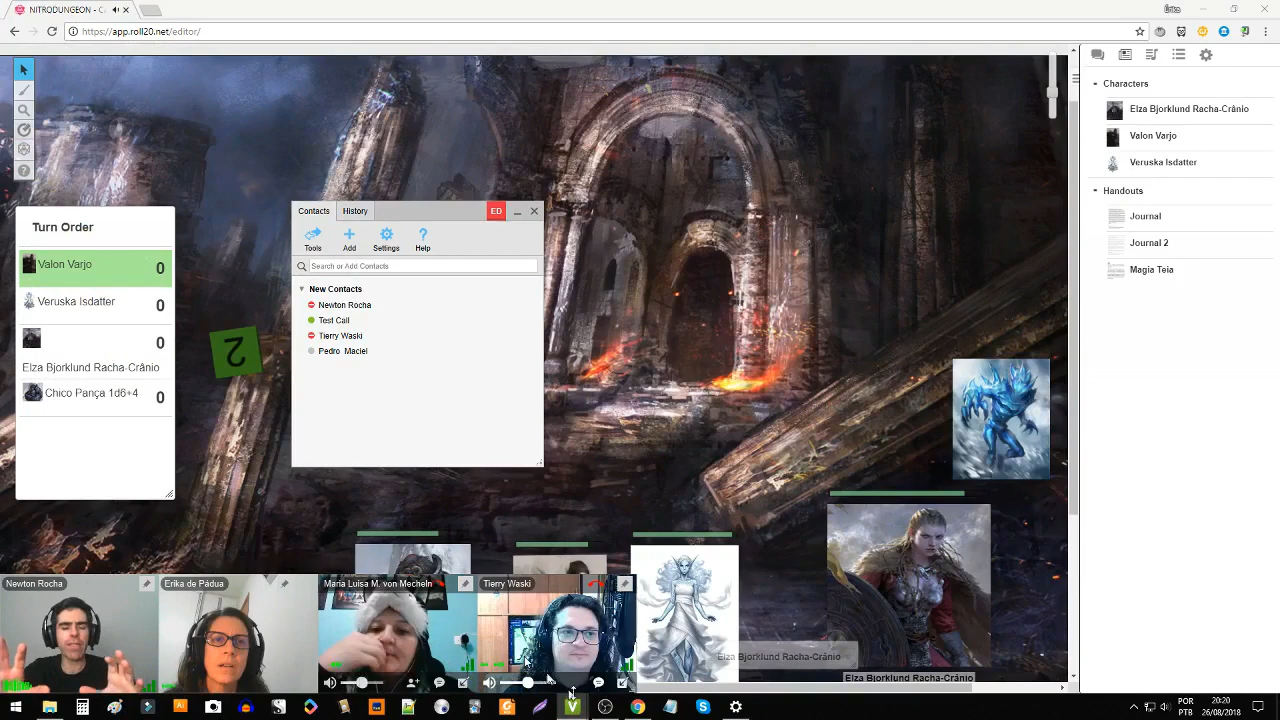 NITRODUNGEON - C
https://app.roll20.net/editor/
Characters
Elza Bjorklund Racha-Crânio
Valon Varjo
Veruska Isdatter
Handouts
Journal
Journal 2
Magia Teia
Turn Order
Valon Varjo 0
Veruska Isdatter 0
0
Elza Bjorklund Racha-Crânio
Chico Pança 1d6+4 0
2
Contacts History ED
Tools Add Settings Help
Search or Add Contacts
New Contacts
Newton Rocha
Test Call
Tierry Waski
Pedro Maciel
Newton Rocha
Erika de Pádua
Maria Luisa M. von Mecheln
Tierry Waski
Elza Bjorklund Racha-Crânio
Elza Bjorklund Racha-Crânio
POR
PTB
20:20
26/08/2018